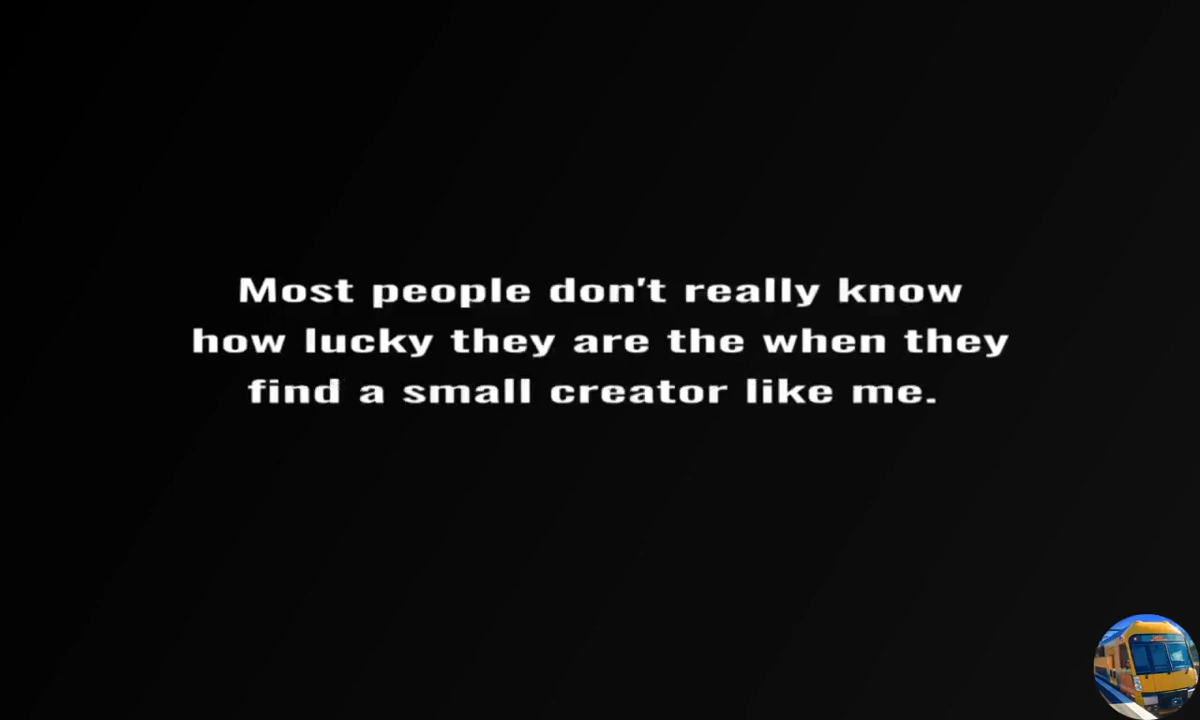 Most people don't really know
how lucky they are the when they
find a small creator like me.